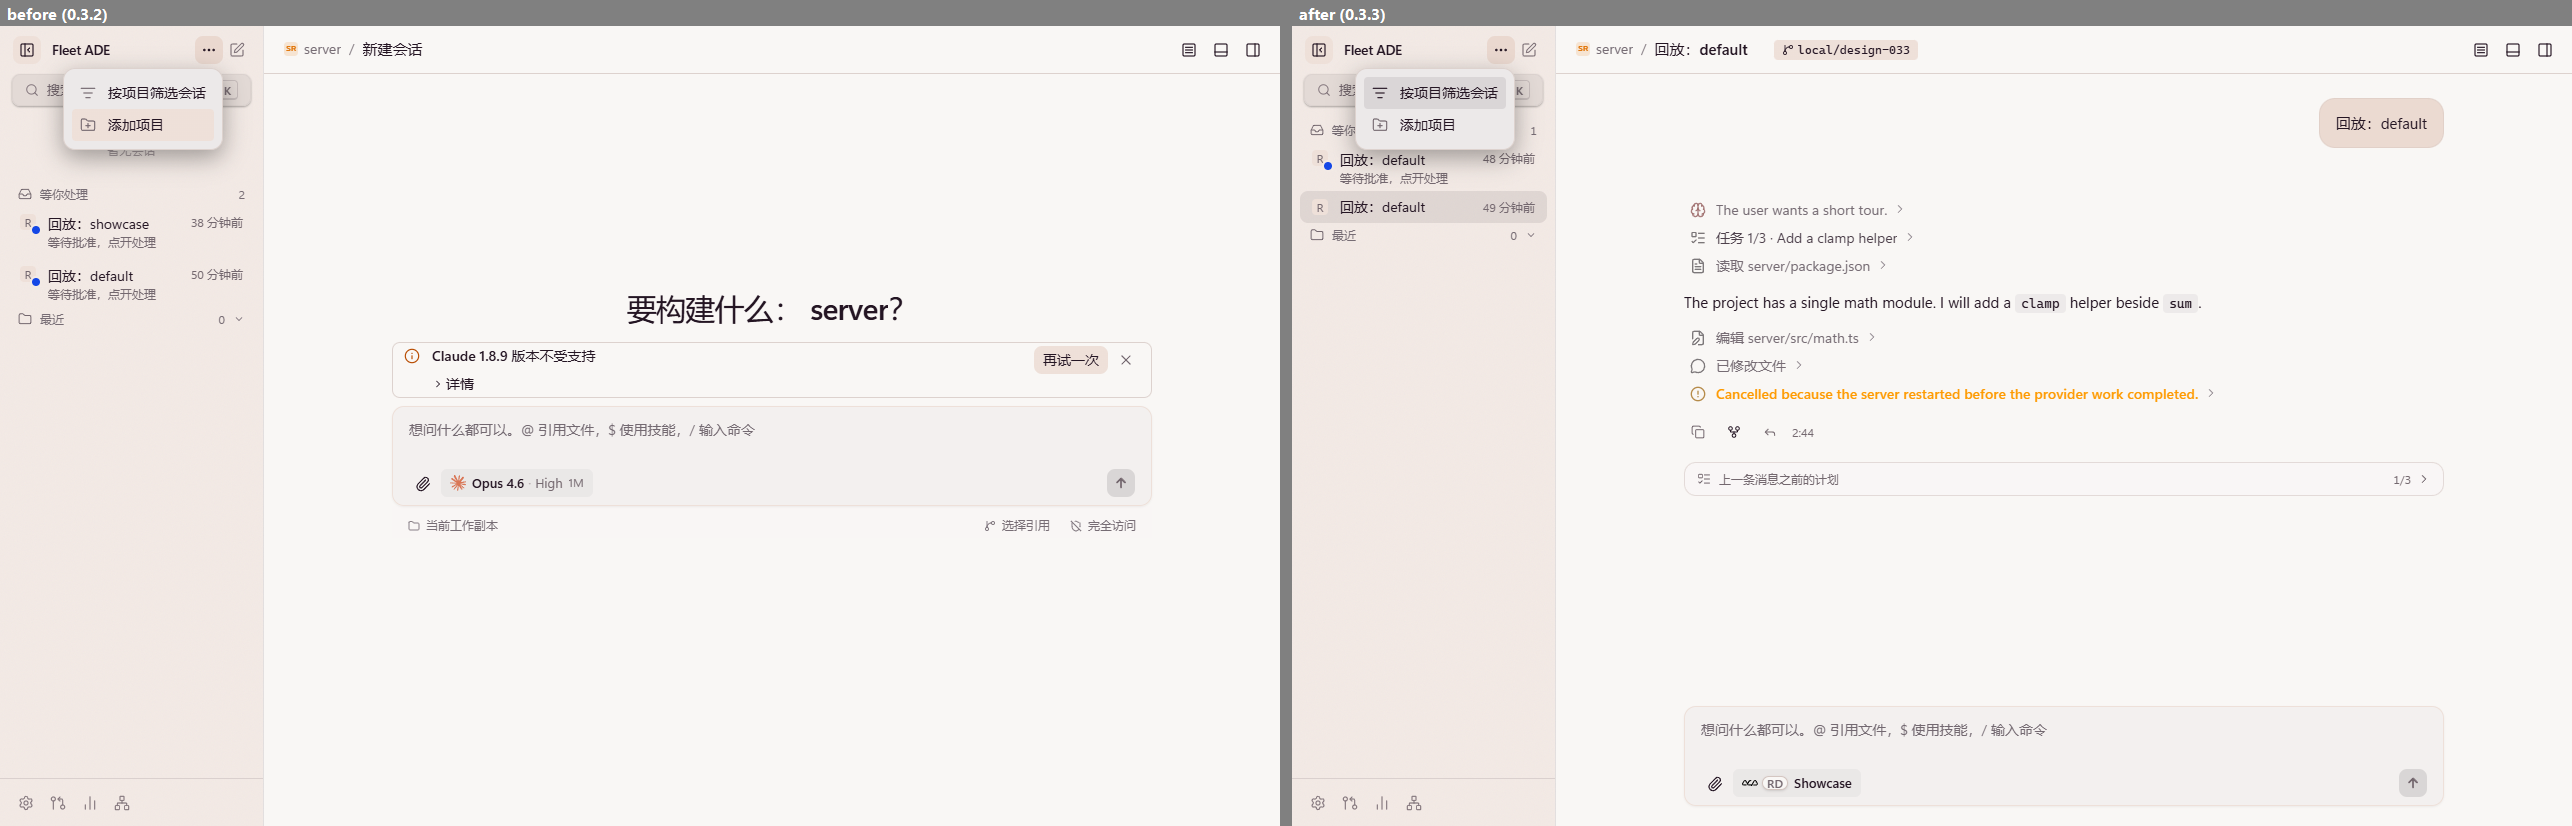 before (0.3.2)
Fleet ADE
server / 新建会话
K
按项目筛选会话
添加项目
等你处理 2
R 回放：showcase 38 分钟前
等待批准，点开处理
R 回放：default 50 分钟前
等待批准，点开处理
最近 0
要构建什么： server？
Claude 1.8.9 版本不受支持
再试一次
详情
想问什么都可以。@ 引用文件，$ 使用技能，/ 输入命令
Opus 4.6 · High 1M
当前工作副本
选择引用
完全访问
after (0.3.3)
Fleet ADE
SR server / 回放：default
local/design-033
K
按项目筛选会话
添加项目
等你 1
R 回放：default 48 分钟前
等待批准，点开处理
R 回放：default 49 分钟前
最近 0
回放：default
The user wants a short tour.
任务 1/3 · Add a clamp helper
读取 server/package.json
The project has a single math module. I will add a clamp helper beside sum.
编辑 server/src/math.ts
已修改文件
Cancelled because the server restarted before the provider work completed.
2:44
上一条消息之前的计划 1/3
想问什么都可以。@ 引用文件，$ 使用技能，/ 输入命令
RD Showcase